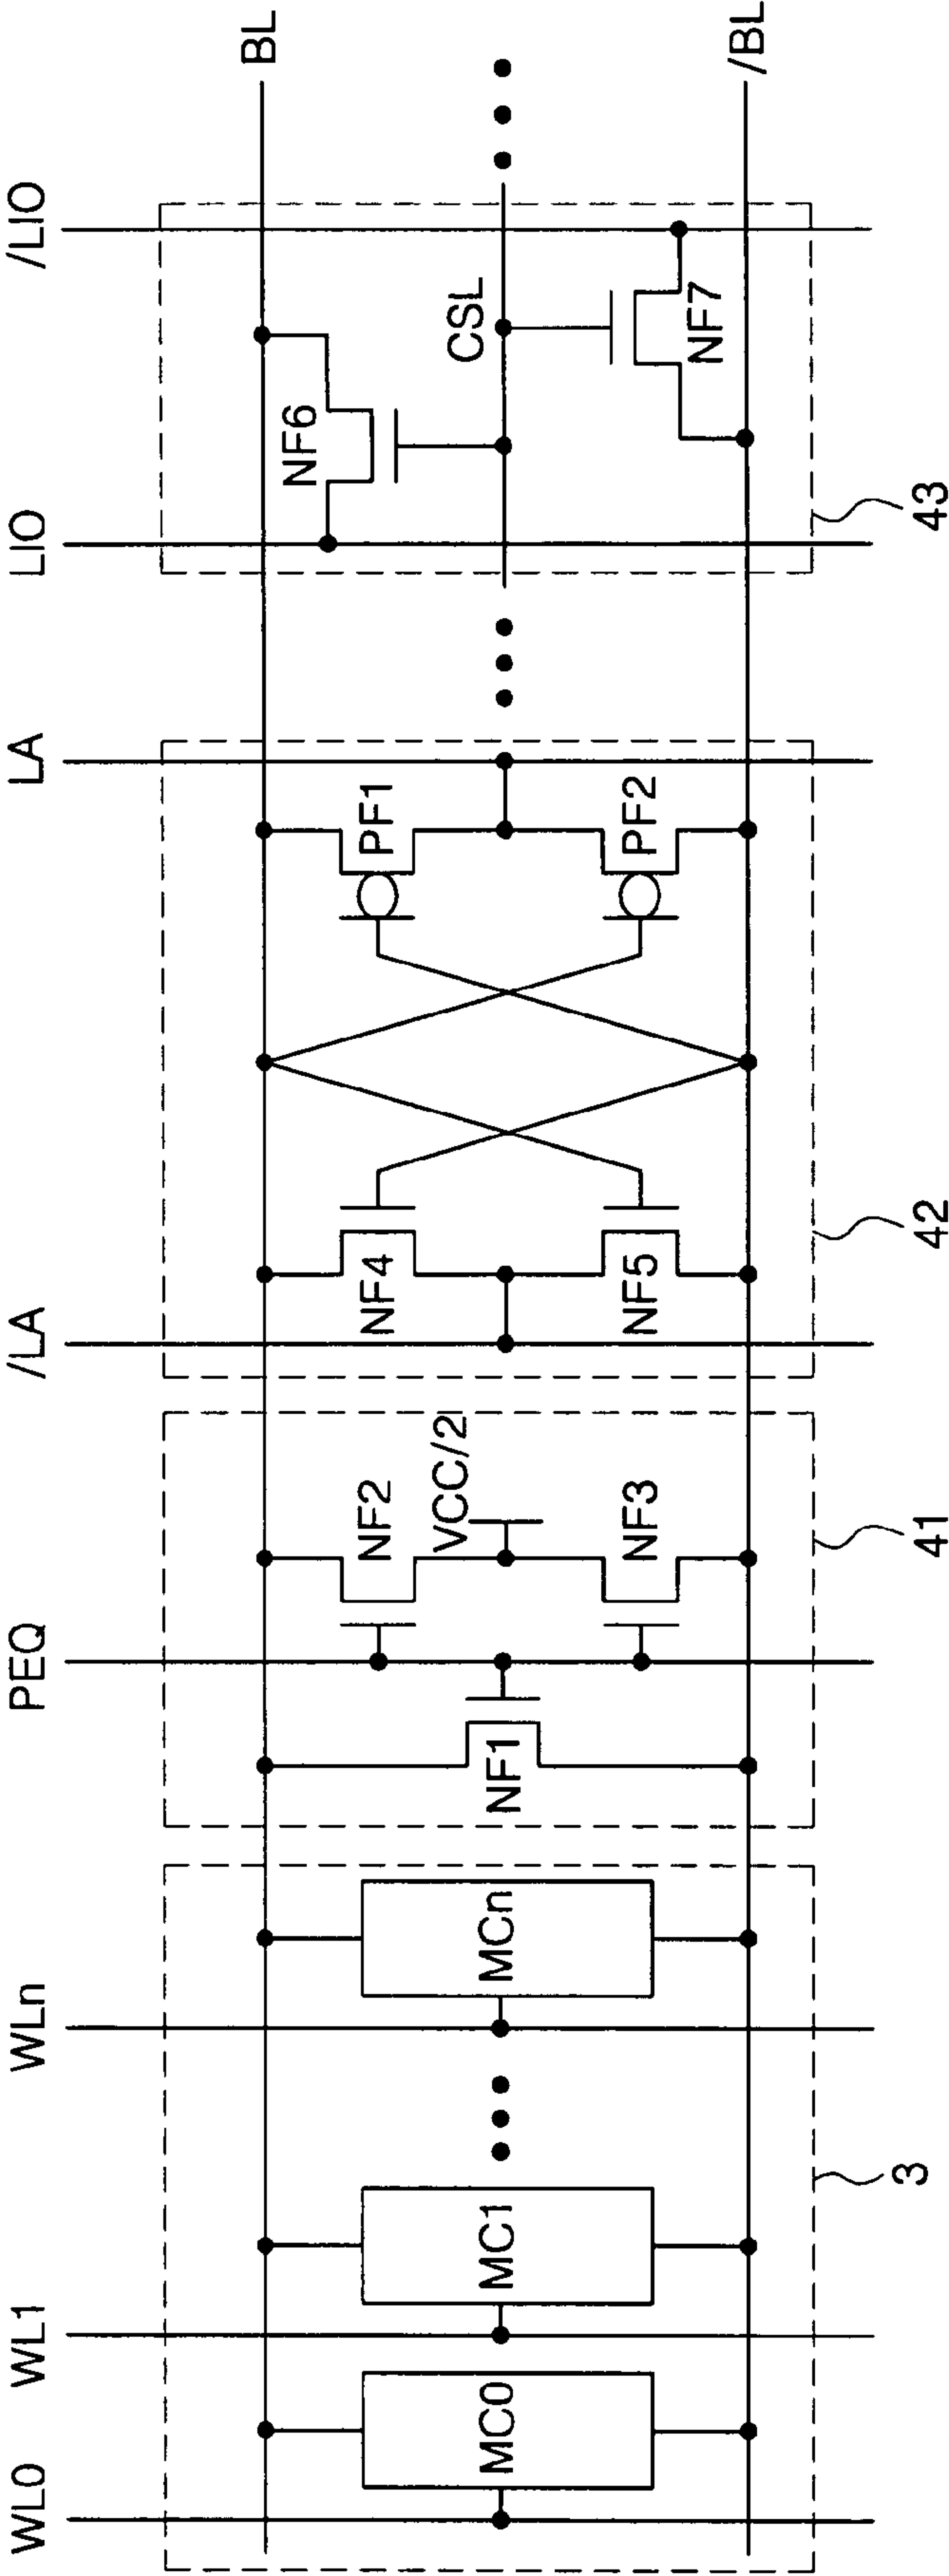 WL0 WL1 WLn PEQ /LA LA LIO /LIO
BL
NF2 NF4 PF1 NF6
MC0 MC1 MCn NF1 VCC/2 CSL
NF3 NF5 PF2 NF7
/BL
3 41 42 43